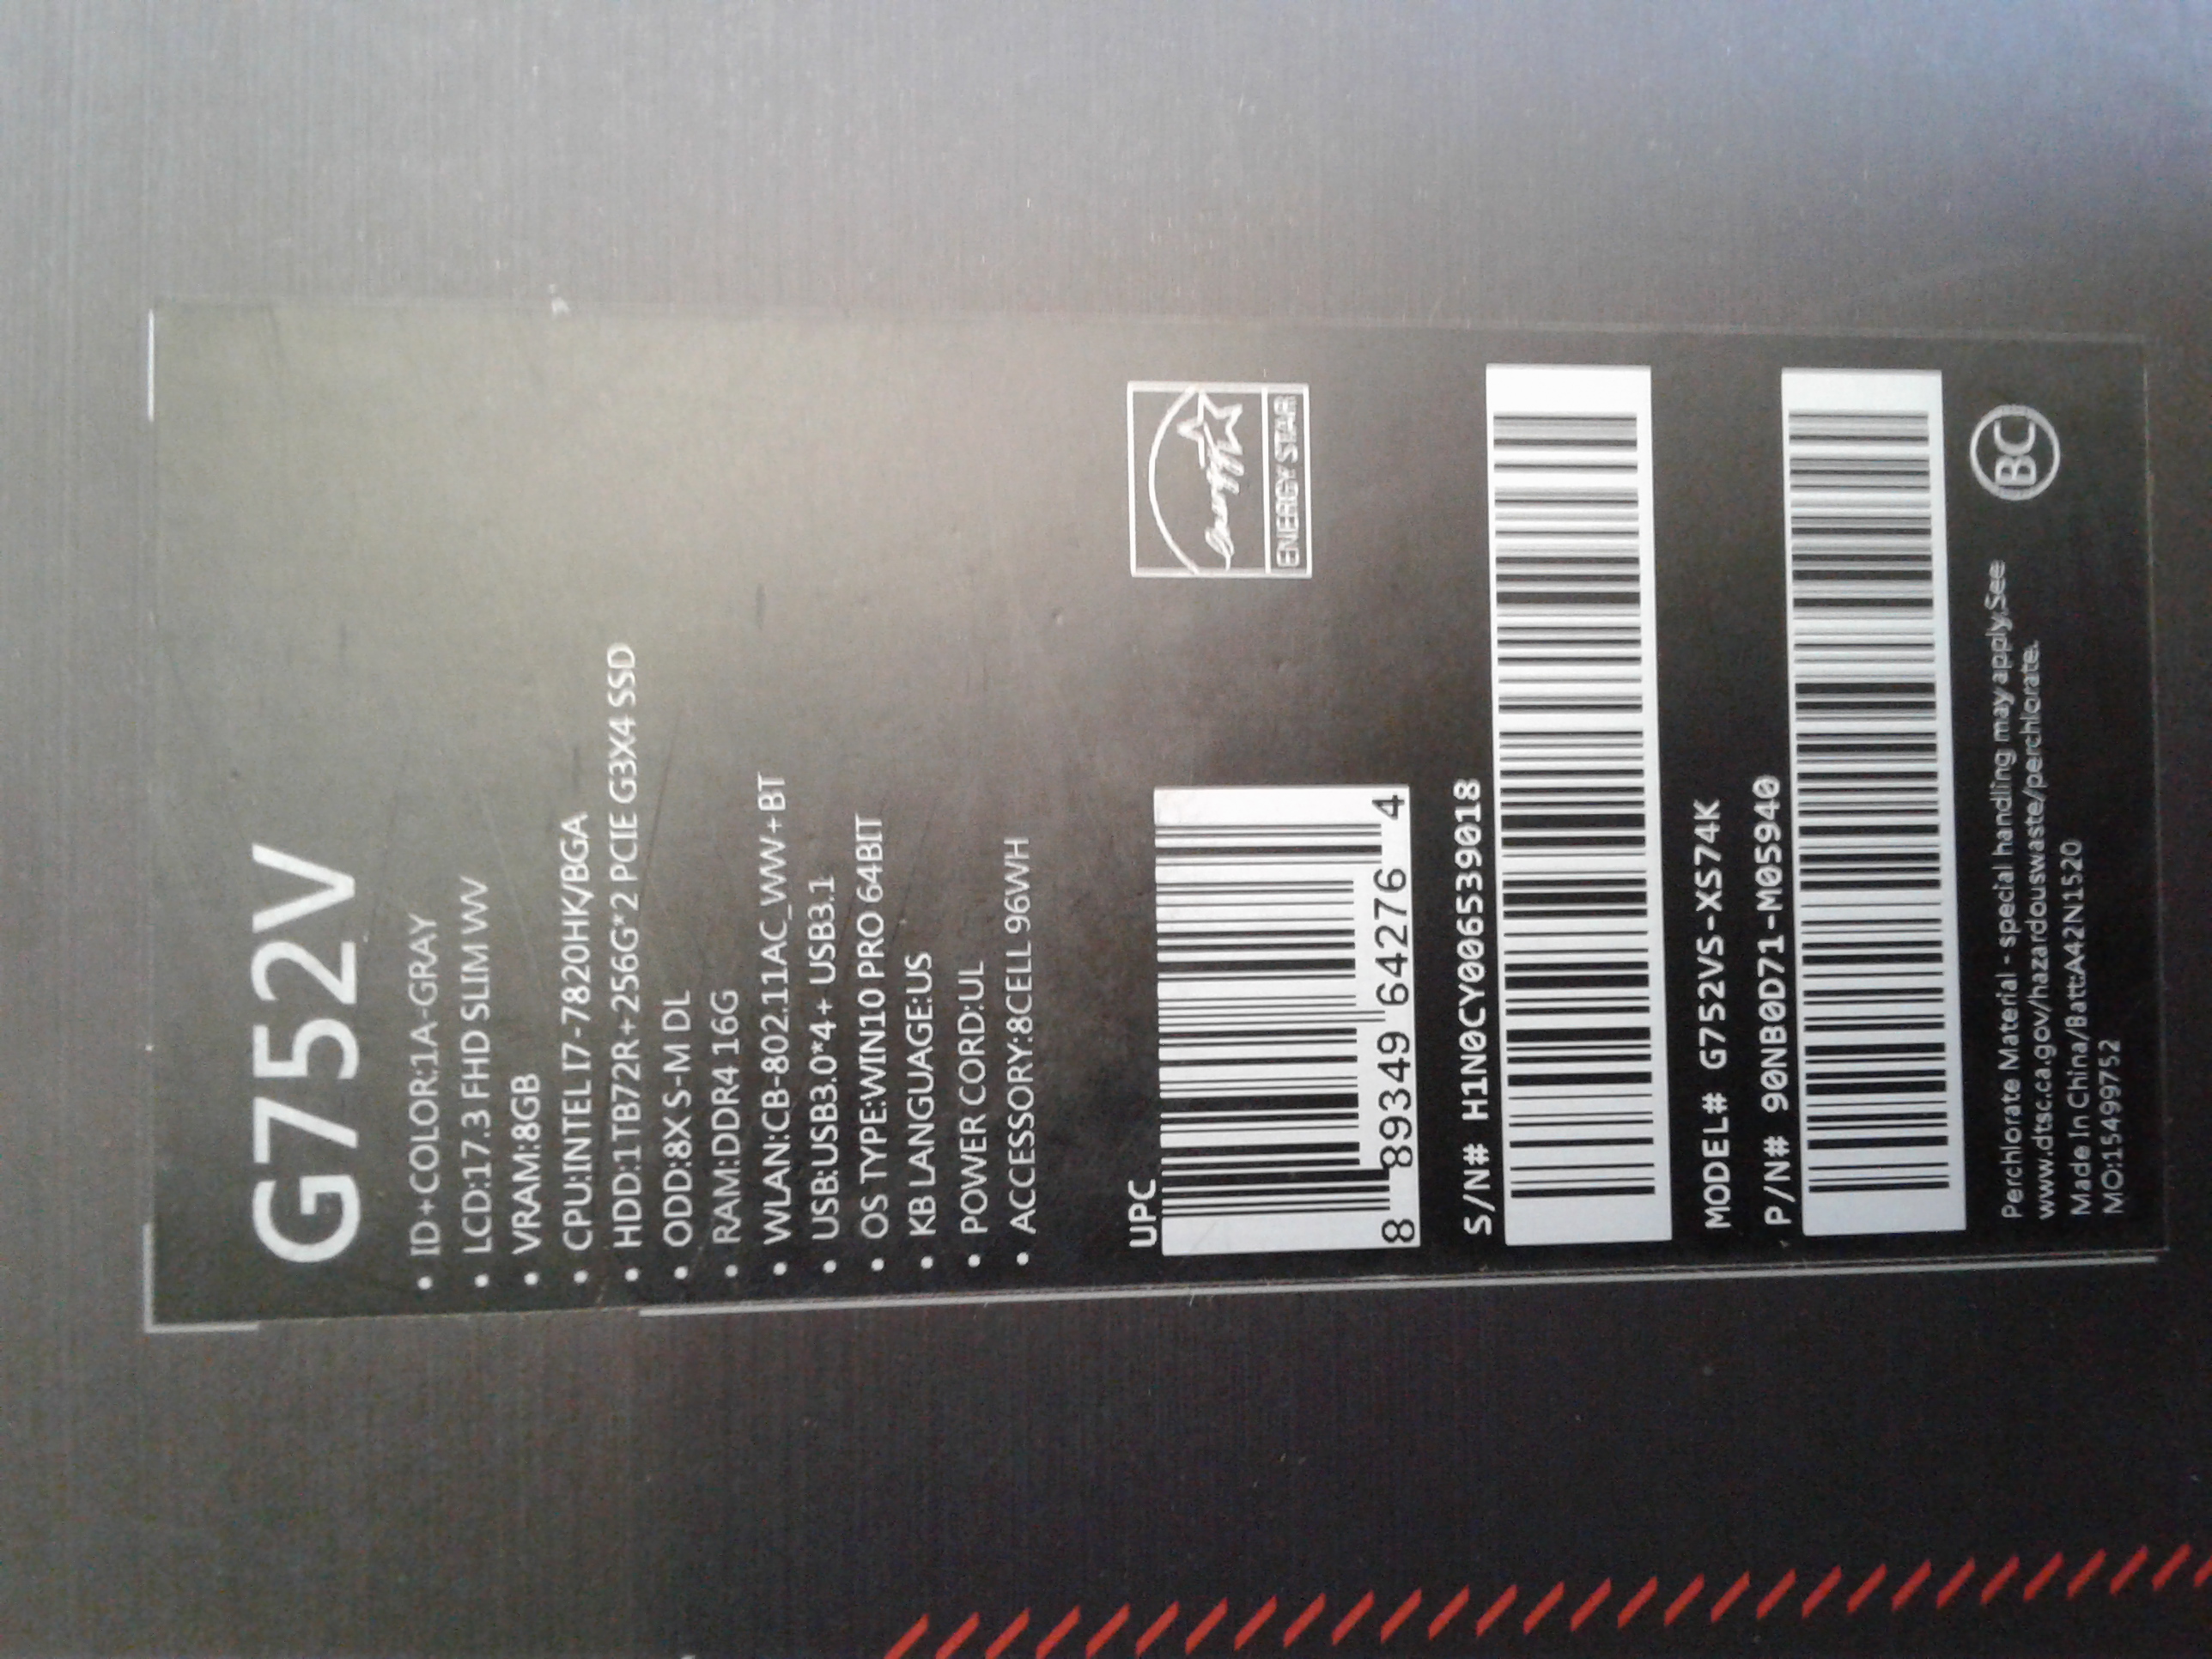 G752V
• ID+COLOR:1A-GRAY
• LCD:17.3 FHD SLIM WV
• VRAM:8GB
• CPU:INTEL I7-7820HK/BGA
• HDD:1TB72R+256G*2 PCIE G3X4 SSD
• ODD:8X S-M DL
• RAM:DDR4 16G
• WLAN:CB-802.11AC_WW+BT
• USB:USB3.0*4 + USB3.1
• OS TYPE:WIN10 PRO 64BIT
• KB LANGUAGE:US
• POWER CORD:UL
• ACCESSORY:8CELL 96WH
UPC
8 89349 64276 4
energy
ENERGY STAR
S/N# H1N0CY006539018
MODEL# G752VS-XS74K
P/N# 90NB0D71-M05940
Perchlorate Material - special handling may apply.See
www.dtsc.ca.gov/hazardouswaste/perchlorate.
Made In China/Batt:A42N1520
MO:15499752
BC